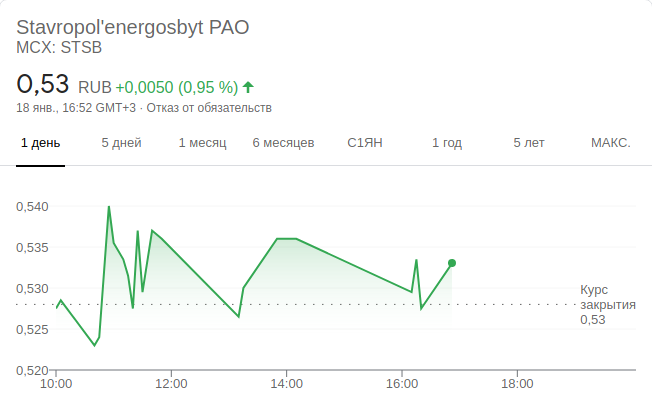 Stavropol'energosbyt PAO
MCX: STSB
0,53 RUB +0,0050 (0,95 %)
18 янв., 16:52 GMT+3 · Отказ от обязательств
1 день 5 дней 1 месяц 6 месяцев С1ЯН 1 год 5 лет МАКС.
0,540
0,535
0,530
0,525
0,520
Курс
закрытия
0,53
10:00 12:00 14:00 16:00 18:00